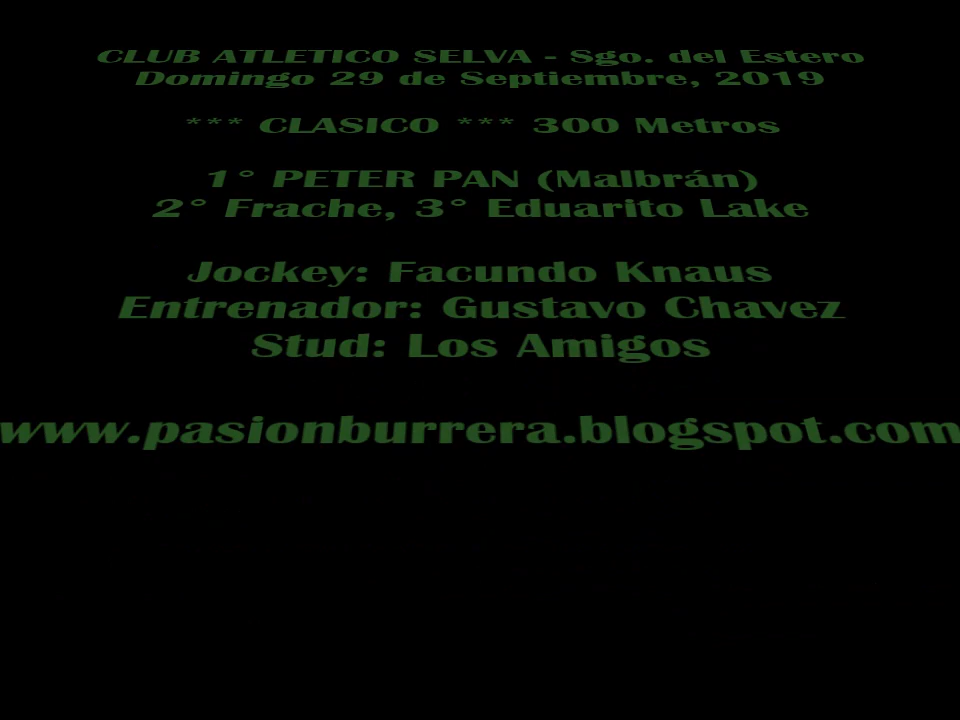 CLUB ATLETICO SELVA - Sgo. del Estero
Domingo 29 de Septiembre, 2019
*** CLASICO *** 300 Metros
1° PETER PAN (Malbrán)
2° Frache, 3° Eduarito Lake
Jockey: Facundo Knaus
Entrenador: Gustavo Chavez
Stud: Los Amigos
www.pasionburrera.blogspot.com